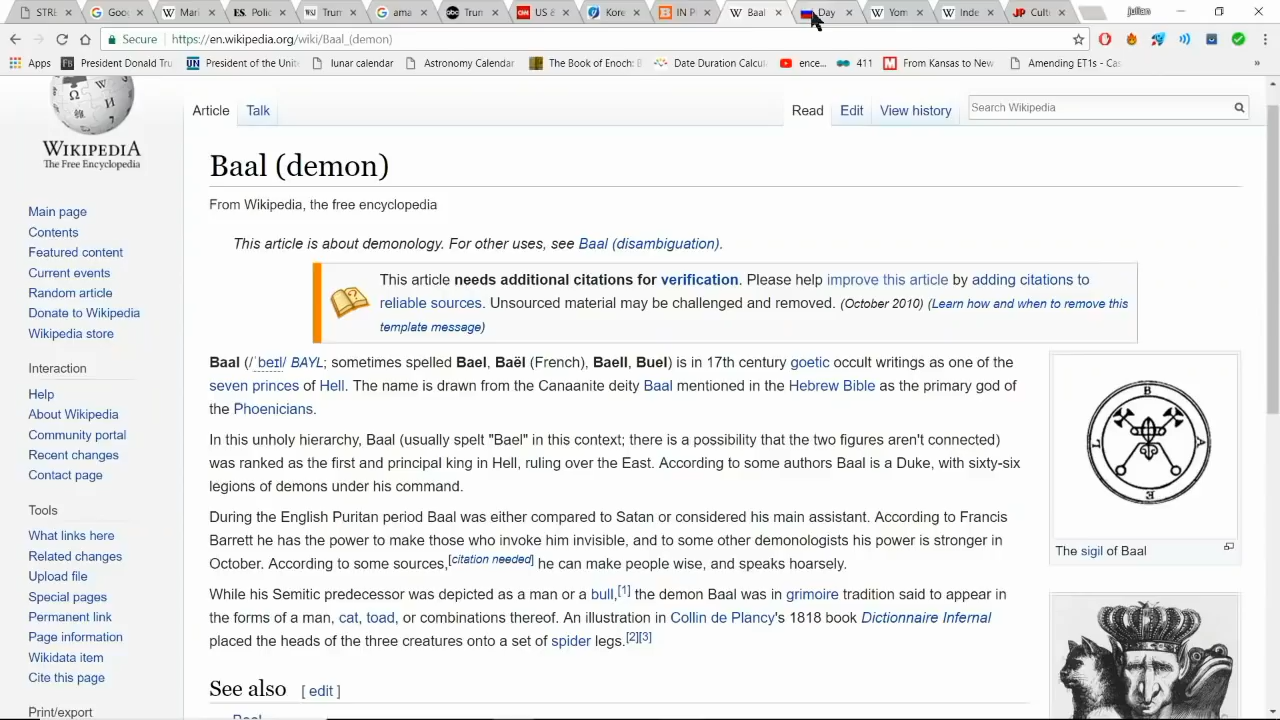 STRE
Goo
Mari
Polic
Trum
ama
Trun
US &
Kore
IN P
Baal
Day
Yom
Inde
Cult
Secure https://en.wikipedia.org/wiki/Baal_(demon)
Apps President Donald Tru President of the Unit lunar calendar Astronomy Calendar The Book of Enoch: Date Duration Calcu ence... 411 From Kansas to New Amending ET1s - Cas
WIKIPEDIA
The Free Encyclopedia
Main page
Contents
Featured content
Current events
Random article
Donate to Wikipedia
Wikipedia store
Interaction
Help
About Wikipedia
Community portal
Recent changes
Contact page
Tools
What links here
Related changes
Upload file
Special pages
Permanent link
Page information
Wikidata item
Cite this page
Print/export
Article Talk Read Edit View history Search Wikipedia
Baal (demon)
From Wikipedia, the free encyclopedia
This article is about demonology. For other uses, see Baal (disambiguation).
This article needs additional citations for verification. Please help improve this article by adding citations to
reliable sources. Unsourced material may be challenged and removed. (October 2010) (Learn how and when to remove this
template message)
Baal (/ˈbeɪl/ BAYL; sometimes spelled Bael, Baël (French), Baell, Buel) is in 17th century goetic occult writings as one of the
seven princes of Hell. The name is drawn from the Canaanite deity Baal mentioned in the Hebrew Bible as the primary god of
the Phoenicians.
In this unholy hierarchy, Baal (usually spelt "Bael" in this context; there is a possibility that the two figures aren't connected)
was ranked as the first and principal king in Hell, ruling over the East. According to some authors Baal is a Duke, with sixty-six
legions of demons under his command.
During the English Puritan period Baal was either compared to Satan or considered his main assistant. According to Francis
Barrett he has the power to make those who invoke him invisible, and to some other demonologists his power is stronger in
October. According to some sources,[citation needed] he can make people wise, and speaks hoarsely.
While his Semitic predecessor was depicted as a man or a bull,[1] the demon Baal was in grimoire tradition said to appear in
the forms of a man, cat, toad, or combinations thereof. An illustration in Collin de Plancy's 1818 book Dictionnaire Infernal
placed the heads of the three creatures onto a set of spider legs.[2][3]
See also [ edit ]
B
A
E
L
The sigil of Baal